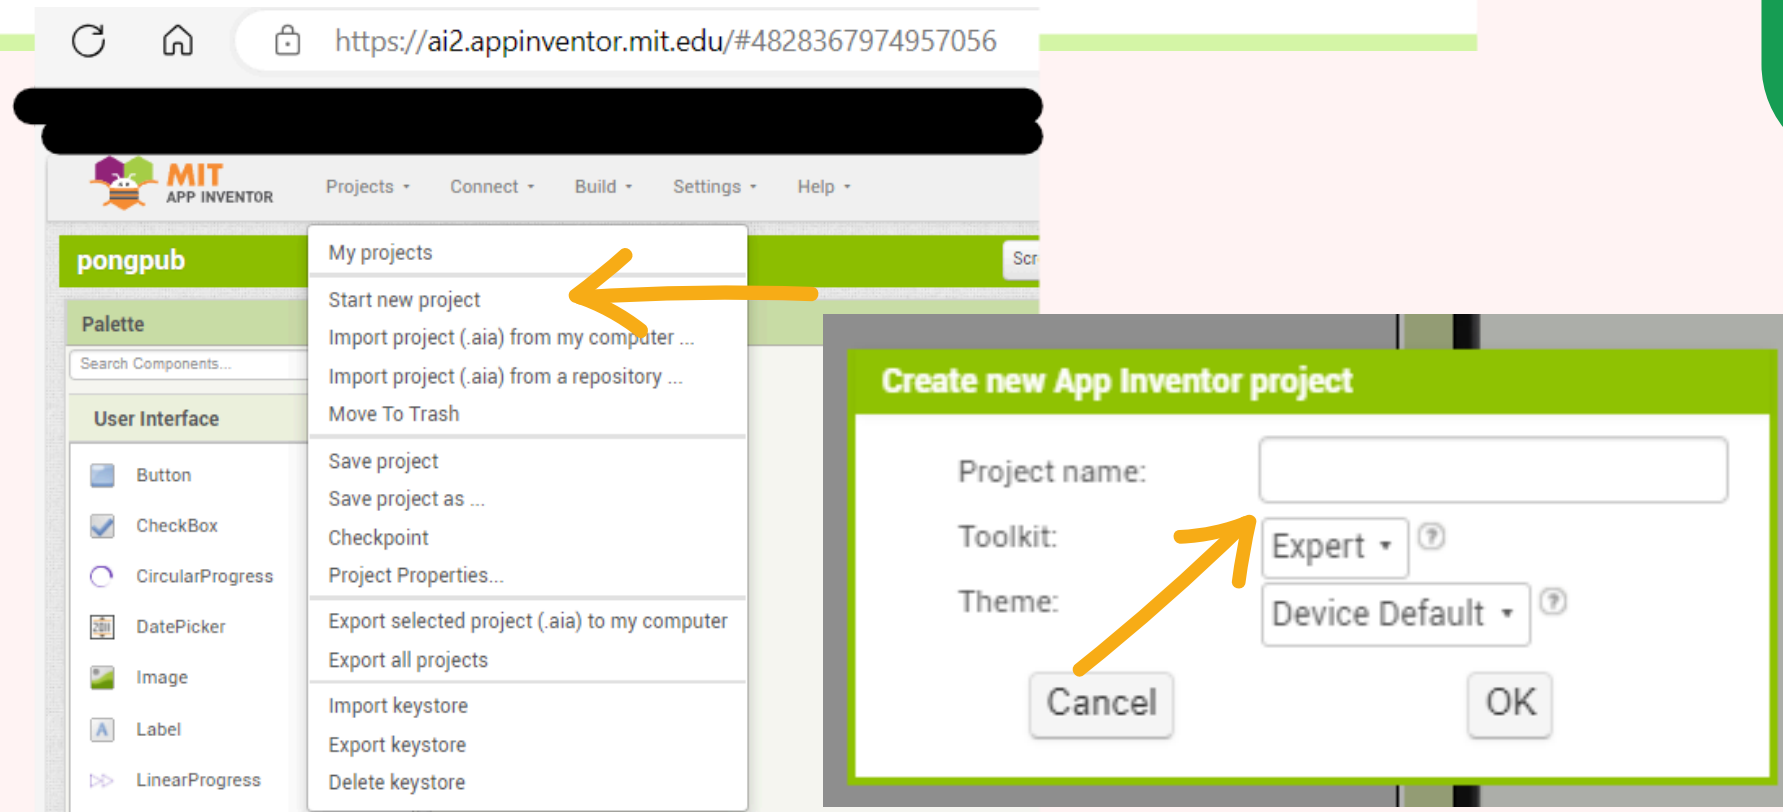 https://ai2.appinventor.mit.edu/#4828367974957056
MIT
APP INVENTOR
Projects
Connect
Build
Settings
Help
pongpub
Scr
My projects
Start new project
Import project (.aia) from my computer ...
Import project (.aia) from a repository ...
Move To Trash
Save project
Save project as ...
Checkpoint
Project Properties...
Export selected project (.aia) to my computer
Export all projects
Import keystore
Export keystore
Delete keystore
Palette
Search Components...
User Interface
Button
CheckBox
CircularProgress
DatePicker
Image
A
Label
LinearProgress
Create new App Inventor project
Project name:
Toolkit:
Expert
?
Theme:
Device Default
?
Cancel
OK